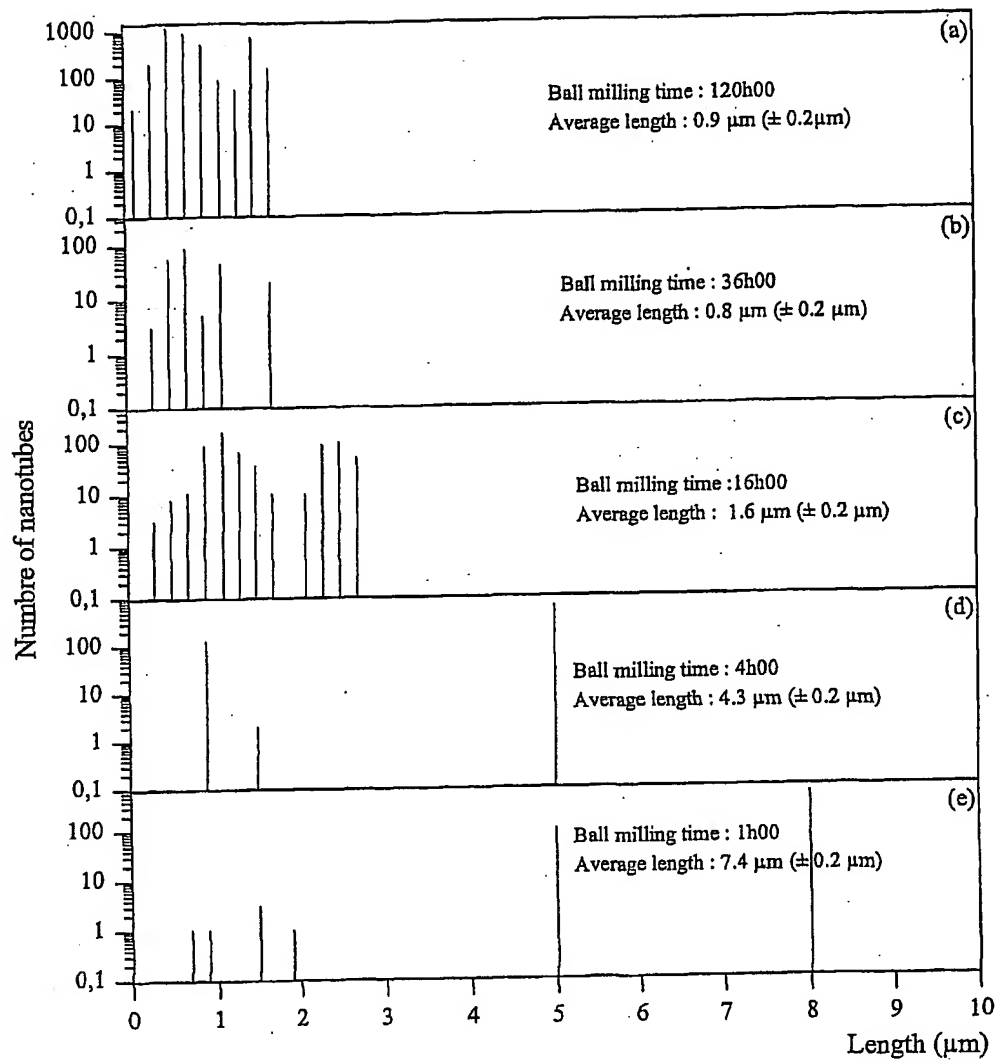 (a)
1000
100
10
1
0,1
Ball milling time : 120h00
Average length : 0.9 µm (± 0.2µm)
(b)
100
10
1
0,1
Ball milling time : 36h00
Average length : 0.8 µm (± 0.2 µm)
(c)
100
10
1
0,1
Ball milling time :16h00
Average length : 1.6 µm (± 0.2 µm)
(d)
100
10
1
0,1
Ball milling time : 4h00
Average length : 4.3 µm (± 0.2 µm)
(e)
100
10
1
0,1
Ball milling time : 1h00
Average length : 7.4 µm (± 0.2 µm)
Numbre of nanotubes
0 1 2 3 4 5 6 7 8 9 10
Length (µm)